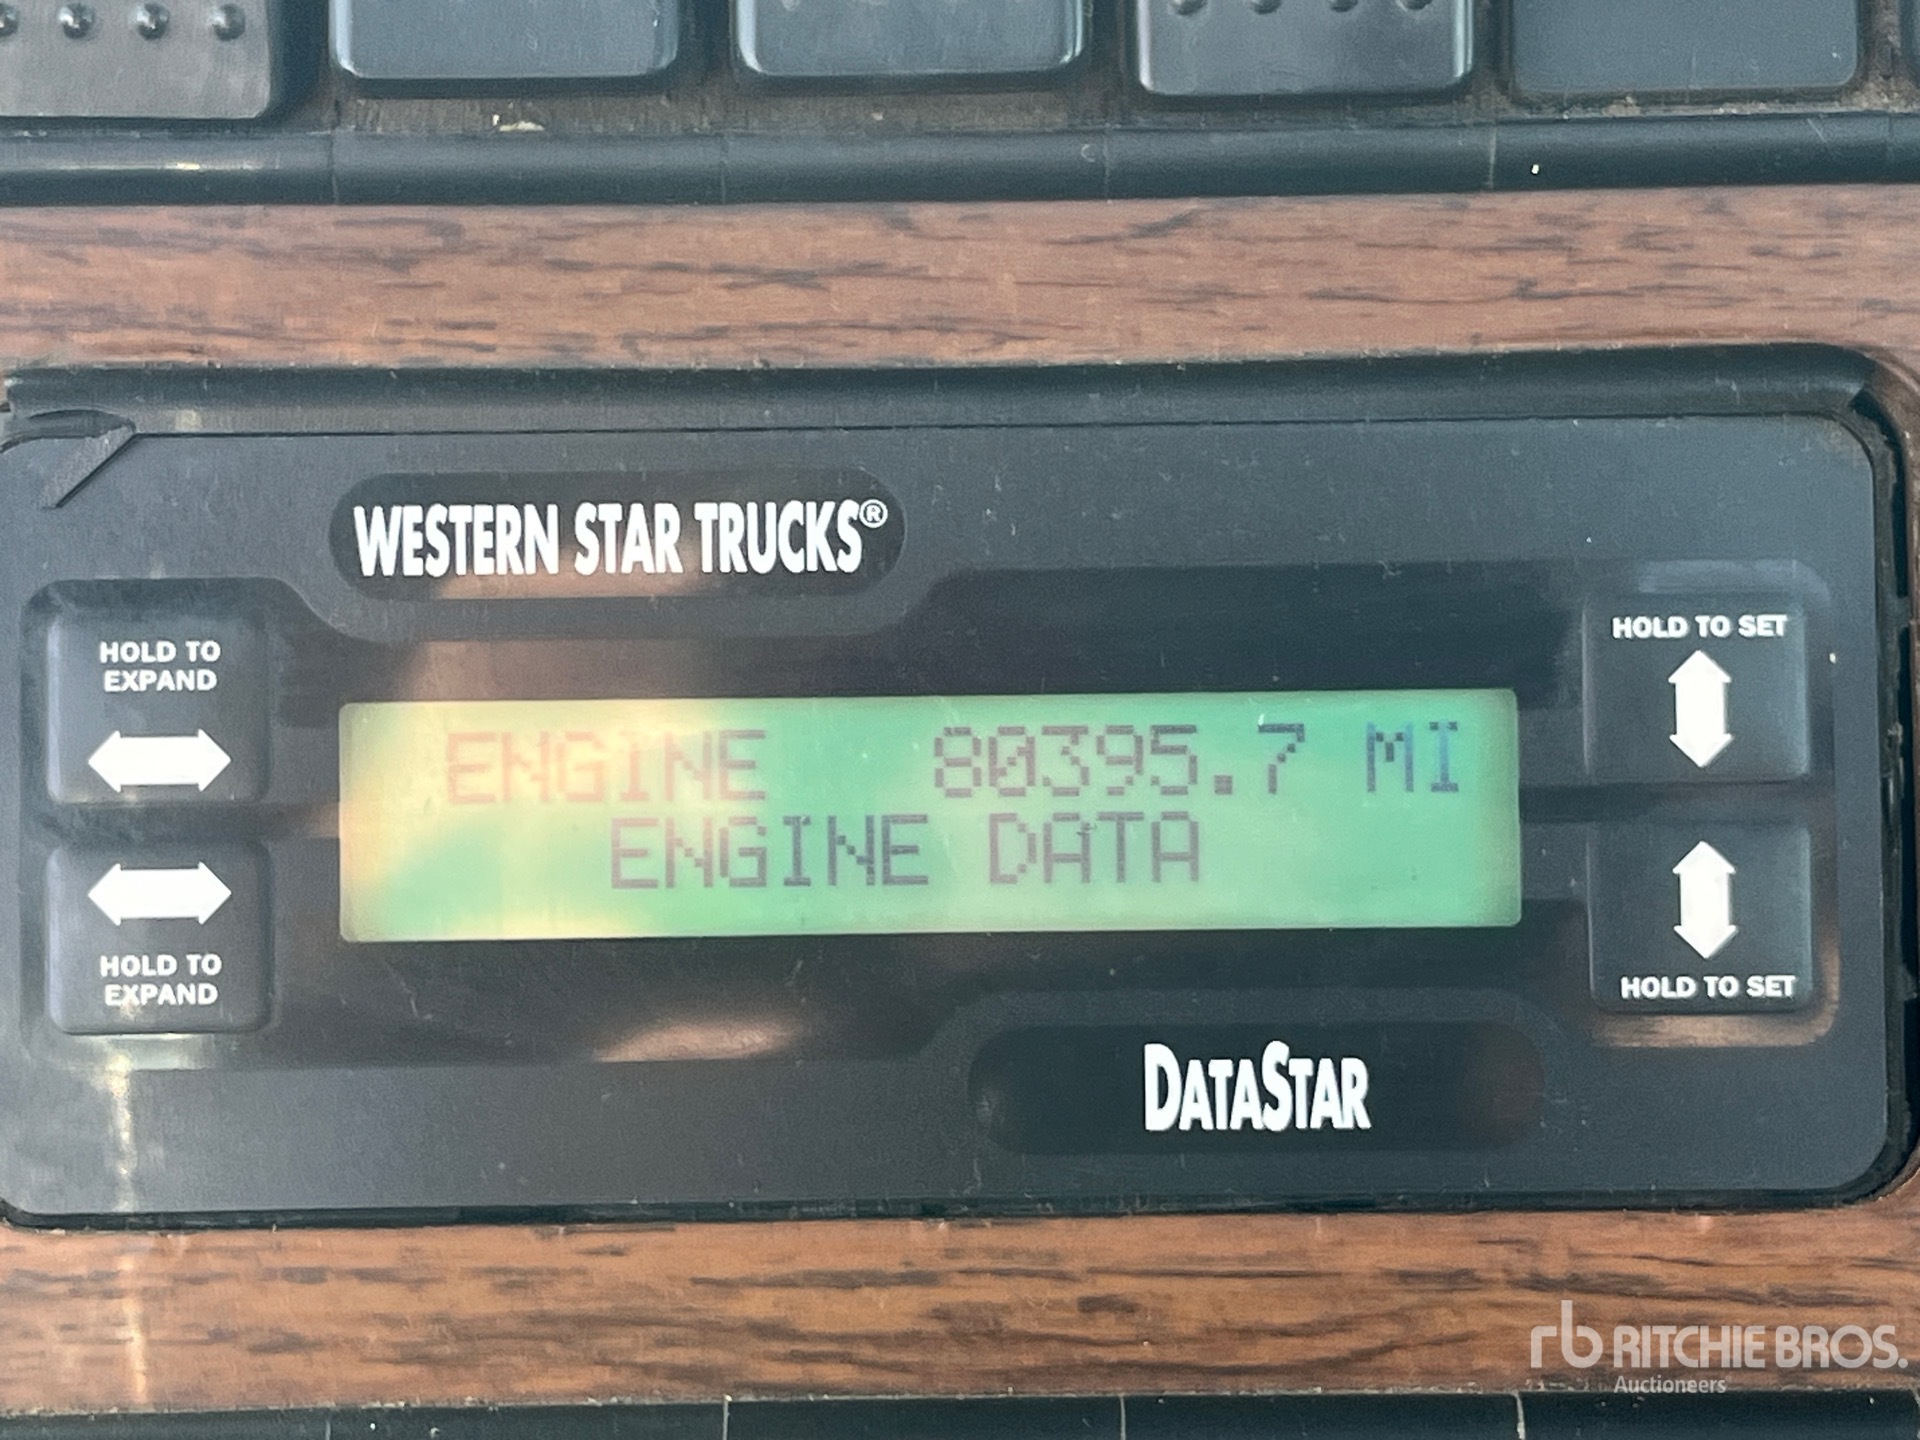 WESTERN STAR TRUCKS®
HOLD TO
EXPAND
HOLD TO SET
ENGINE 80395.7 MI
ENGINE DATA
HOLD TO
EXPAND
HOLD TO SET
DATASTAR
rb RITCHIE BROS.
Auctioneers